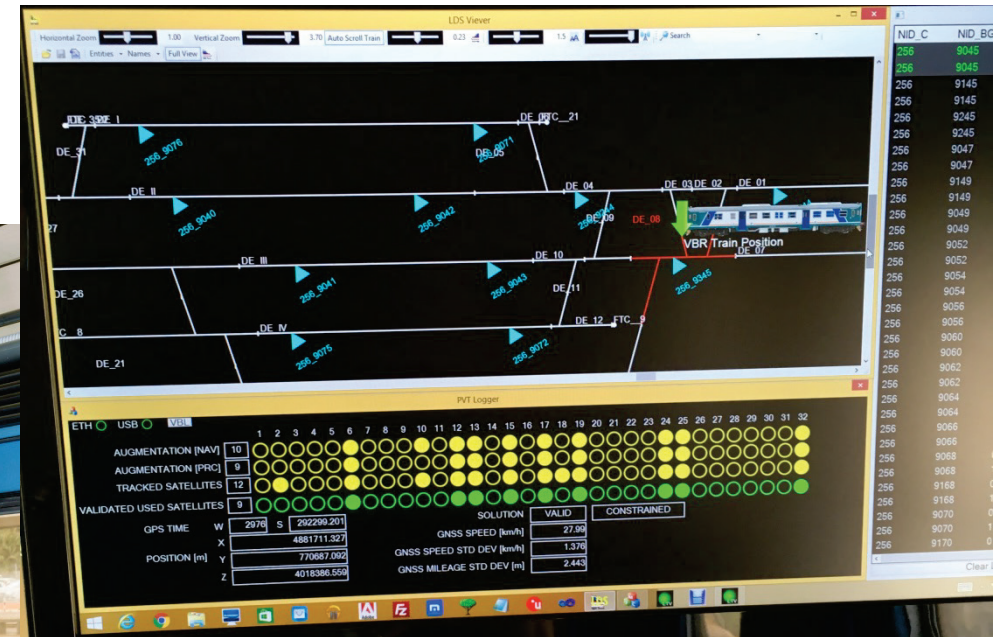 LDS Viewer
Horizontal Zoom 1.00 Vertical Zoom 3.70 Auto Scroll Train 0.23 1.5 Search
Entities Names Full View
NID_C NID_BG
DE_31
DE_05
256_9076
256_9071
DE_II
DE_04
DE_03 DE_02 DE_01
256_9040
256_9042
DE_09
DE_08
27
VBR Train Position
DE_07
DE_III
DE_10
256_9041
256_9043
256_9345
DE_26
DE_11
DE_IV
DE_12 FTC_9
C_8
256_9075
256_9072
DE_21
256 9045
256 9045
256 9145
256 9145
256 9245
256 9245
256 9047
256 9047
256 9149
256 9149
256 9049
256 9049
256 9052
256 9052
256 9054
256 9054
256 9056
256 9056
256 9060
256 9060
256 9062
256 9062
256 9064
256 9064
256 9066
256 9066
256 9068
256 9068
256 9168
256 9168
256 9070
256 9070
256 9170
PVT Logger
ETH USB
1 2 3 4 5 6 7 8 9 10 11 12 13 14 15 16 17 18 19 20 21 22 23 24 25 26 27 28 29 30 31 32
AUGMENTATION [NAV] 10
AUGMENTATION [PRC] 9
TRACKED SATELLITES 12
VALIDATED USED SATELLITES 9
GPS TIME W 2976 S 292299.201
POSITION [m]
X 4881711.327
Y 770687.092
Z 4018386.559
SOLUTION VALID CONSTRAINED
GNSS SPEED [km/h] 27.99
GNSS SPEED STD DEV [km/h] 1.376
GNSS MILEAGE STD DEV [m] 2.443
Clear